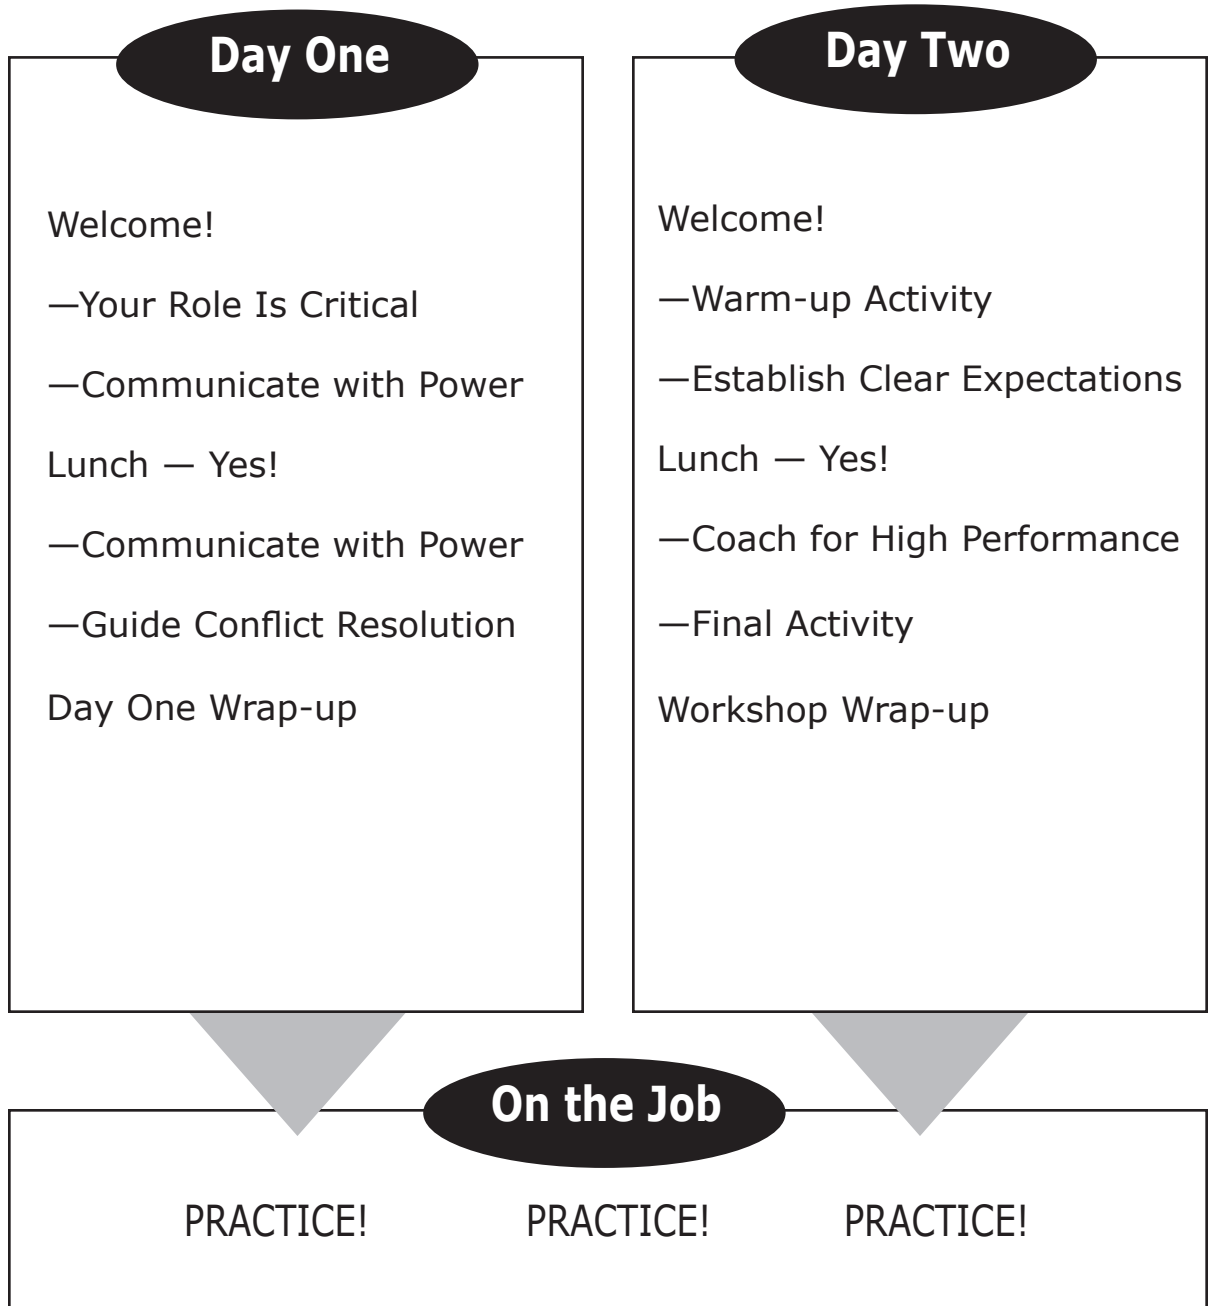 Day One
Welcome!
—Your Role Is Critical
—Communicate with Power
Lunch — Yes!
—Communicate with Power
—Guide Conflict Resolution
Day One Wrap-up
Day Two
Welcome!
—Warm-up Activity
—Establish Clear Expectations
Lunch — Yes!
—Coach for High Performance
—Final Activity
Workshop Wrap-up
On the Job
PRACTICE! PRACTICE! PRACTICE!